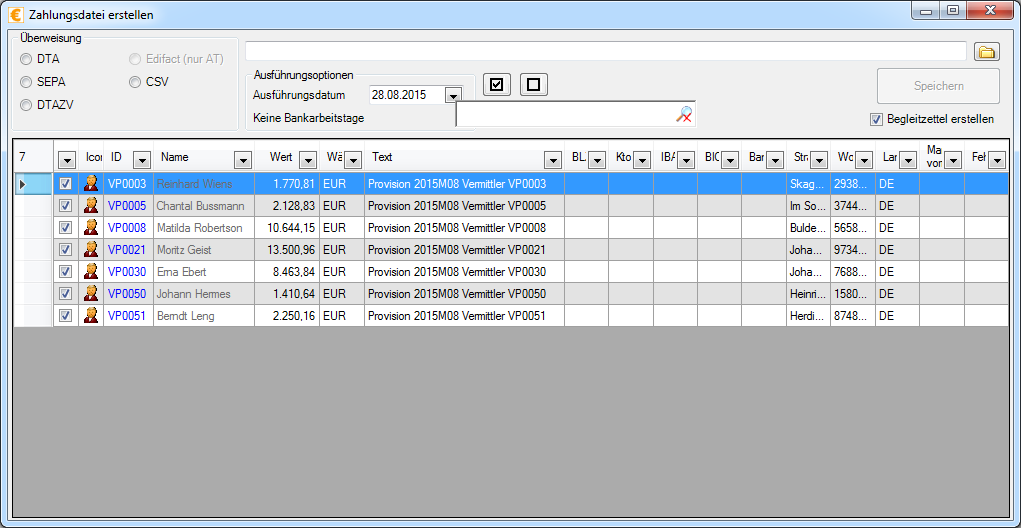 Zahlungsdatei erstellen
Überweisung
DTA
Edifact (nur AT)
SEPA
CSV
DTAZV
Ausführungsoptionen
Ausführungsdatum
28.08.2015
Keine Bankarbeitstage
Speichern
Begleitzettel erstellen
7 Icon ID Name Wert Wä Text BL Kto IBA BIC Ban Stra Wo Lar Ma vor Feh
VP0003 Reinhard Wiens 1.770,81 EUR Provision 2015M08 Vermittler VP0003 Skag... 2938... DE
VP0005 Chantal Bussmann 2.128,83 EUR Provision 2015M08 Vermittler VP0005 Im So... 3744... DE
VP0008 Matilda Robertson 10.644,15 EUR Provision 2015M08 Vermittler VP0008 Bulde... 5658... DE
VP0021 Moritz Geist 13.500,96 EUR Provision 2015M08 Vermittler VP0021 Joha... 9734... DE
VP0030 Erna Ebert 8.463,84 EUR Provision 2015M08 Vermittler VP0030 Joha... 7688... DE
VP0050 Johann Hermes 1.410,64 EUR Provision 2015M08 Vermittler VP0050 Heinri... 1580... DE
VP0051 Berndt Leng 2.250,16 EUR Provision 2015M08 Vermittler VP0051 Herdi... 8748... DE